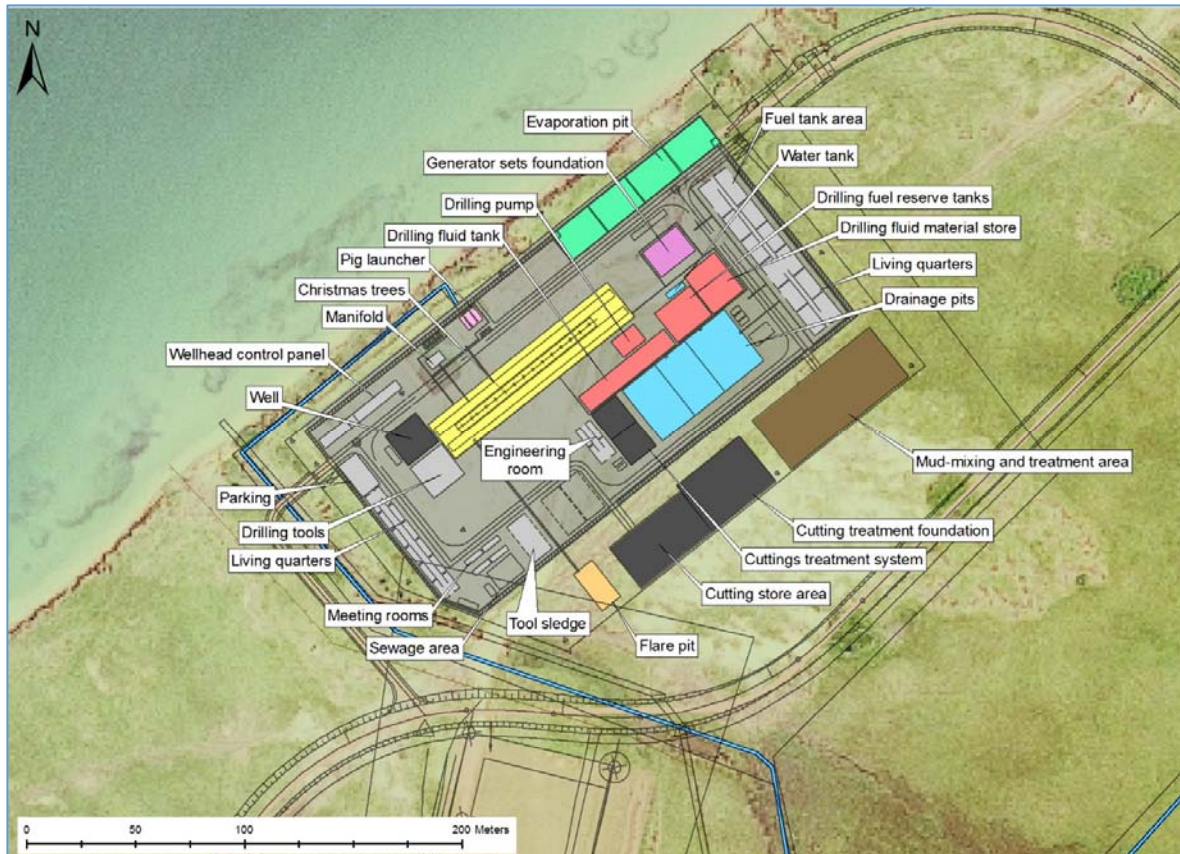 N
Evaporation pit
Fuel tank area
Generator sets foundation
Water tank
Drilling pump
Drilling fuel reserve tanks
Drilling fluid tank
Drilling fluid material store
Pig launcher
Living quarters
Christmas trees
Drainage pits
Manifold
Wellhead control panel
Well
Engineering room
Mud-mixing and treatment area
Parking
Drilling tools
Cutting treatment foundation
Living quarters
Cuttings treatment system
Cutting store area
Meeting rooms
Tool sledge
Sewage area
Flare pit
0 50 100 200 Meters